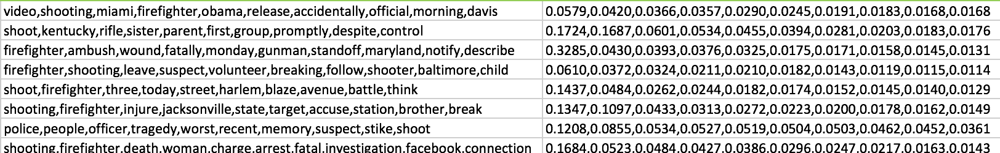 video,shooting,miami,firefighter,obama,release,accidentally,official,morning,davis 0.0579,0.0420,0.0366,0.0357,0.0290,0.0245,0.0191,0.0183,0.0168,0.0168
shoot,kentucky,rifle,sister,parent,first,group,promptly,despite,control 0.1724,0.1687,0.0601,0.0534,0.0455,0.0394,0.0281,0.0203,0.0183,0.0176
firefighter,ambush,wound,fatally,monday,gunman,standoff,maryland,notify,describe 0.3285,0.0430,0.0393,0.0376,0.0325,0.0175,0.0171,0.0158,0.0145,0.0131
firefighter,shooting,leave,suspect,volunteer,breaking,follow,shooter,baltimore,child 0.0610,0.0372,0.0324,0.0211,0.0210,0.0182,0.0143,0.0119,0.0115,0.0114
shoot,firefighter,three,today,street,harlem,blaze,avenue,battle,think 0.1437,0.0484,0.0262,0.0244,0.0182,0.0174,0.0152,0.0145,0.0140,0.0129
shooting,firefighter,injure,jacksonville,state,target,accuse,station,brother,break 0.1347,0.1097,0.0433,0.0313,0.0272,0.0223,0.0200,0.0178,0.0162,0.0149
police,people,officer,tragedy,worst,recent,memory,suspect,stike,shoot 0.1208,0.0855,0.0534,0.0527,0.0519,0.0504,0.0503,0.0462,0.0452,0.0361
shooting,firefighter,death,woman,charge,arrest,fatal,investigation,facebook,connection 0.1684,0.0523,0.0484,0.0427,0.0386,0.0296,0.0247,0.0217,0.0163,0.0143